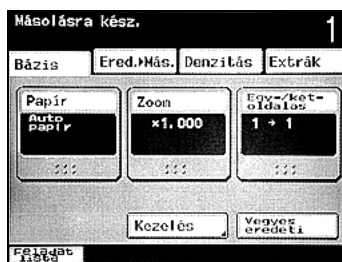 Másolásra kész. 1
Bázis Ered.▶Más. Denzitás Extrák
Papír Zoom Egy-/két-
oldalas
Auto
papír ×1.000 1 → 1
Kezelés Vegyes
eredeti
Feladat
lista